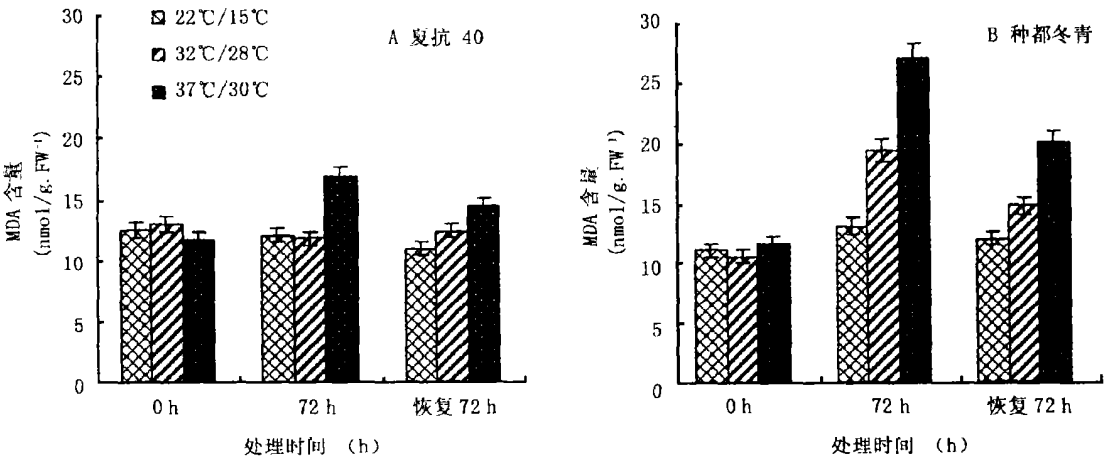 30
25
20
15
10
5
0
MDA 含量
(nmol/g.FW⁻¹)
22℃/15℃
32℃/28℃
37℃/30℃
A 夏抗 40
0 h
72 h
恢复 72 h
处理时间 (h)
30
25
20
15
10
5
0
MDA 含量
(nmol/g.FW⁻¹)
B 种都冬青
0 h
72 h
恢复 72 h
处理时间 (h)